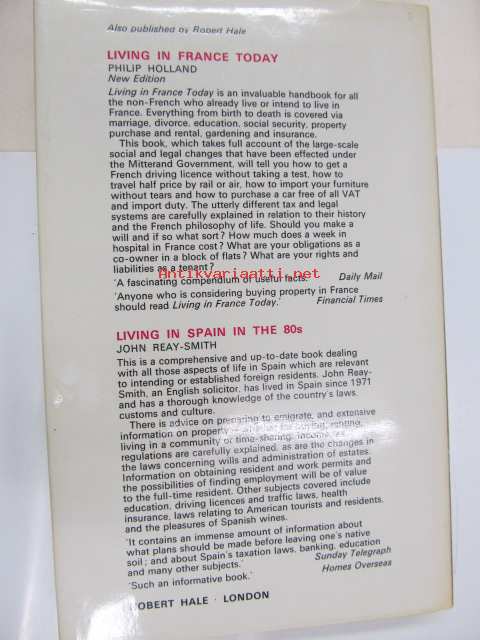 Also published by Robert Hale
LIVING IN FRANCE TODAY
PHILIP HOLLAND
New Edition
Living in France Today is an invaluable handbook for all
the non-French who already live or intend to live in
France. Everything from birth to death is covered via
marriage, divorce, education, social security, property
purchase and rental, gardening and insurance.
This book, which takes full account of the large-scale
social and legal changes that have been effected under
the Mitterand Government, will tell you how to get a
French driving licence without taking a test, how to
travel half price by rail or air, how to import your furniture
without tears and how to purchase a car free of all VAT
and import duty. The utterly different tax and legal
systems are carefully explained in relation to their history
and the French philosophy of life. Should you make a
will and if so what sort? How much does a week in
hospital in France cost? What are your obligations as a
co-owner in a block of flats? What are your rights and
liabilities as a tenant?
Antikvariaatti.net
'A fascinating compendium of useful facts.' Daily Mail
'Anyone who is considering buying property in France
should read Living in France Today.' Financial Times
LIVING IN SPAIN IN THE 80s
JOHN REAY-SMITH
This is a comprehensive and up-to-date book dealing
with all those aspects of life in Spain which are relevant
to intending or established foreign residents. John Reay-
Smith, an English solicitor, has lived in Spain since 1971
and has a thorough knowledge of the country's laws,
customs and culture.
There is advice on preparing to emigrate, and extensive
information on property whether for buying, renting,
living in a community or time-sharing. Income tax
regulations are carefully explained, as are the changes in
the laws concerning wills and administration of estates.
Information on obtaining resident and work permits and
the possibilities of finding employment will be of value
to the full-time resident. Other subjects covered include
education, driving licences and traffic laws, health
insurance, laws relating to American tourists and residents,
and the pleasures of Spanish wines.
'It contains an immense amount of information about
what plans should be made before leaving one's native
soil; and about Spain's taxation laws, banking, education
and many other subjects.' Sunday Telegraph
'Such an informative book.' Homes Overseas
ROBERT HALE · LONDON